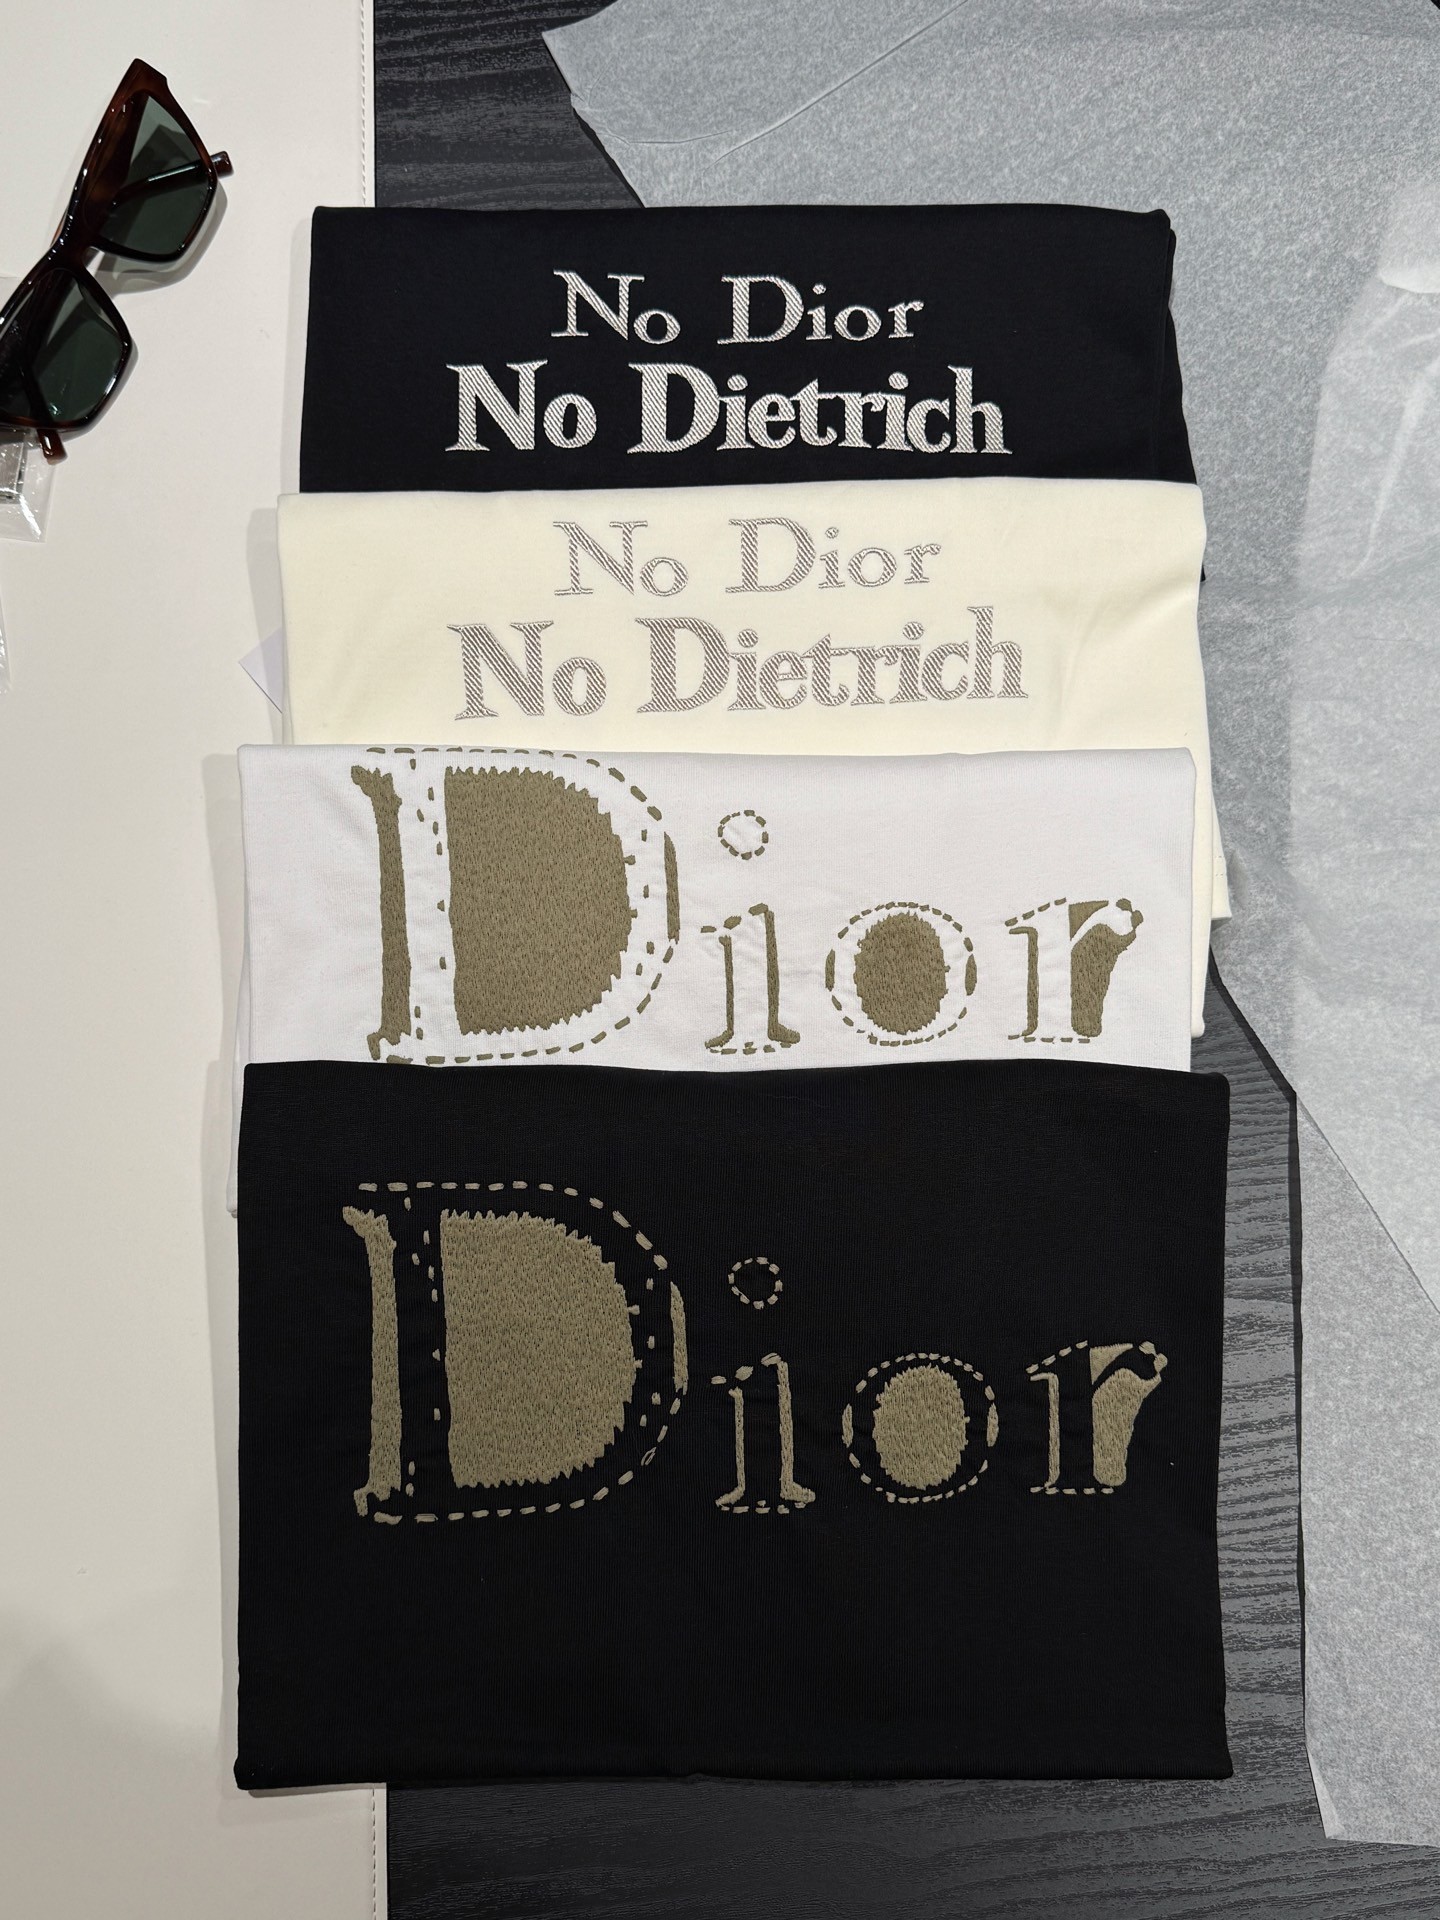 No Dior
No Dietrich
No Dior
No Dietrich
Dior
Dior